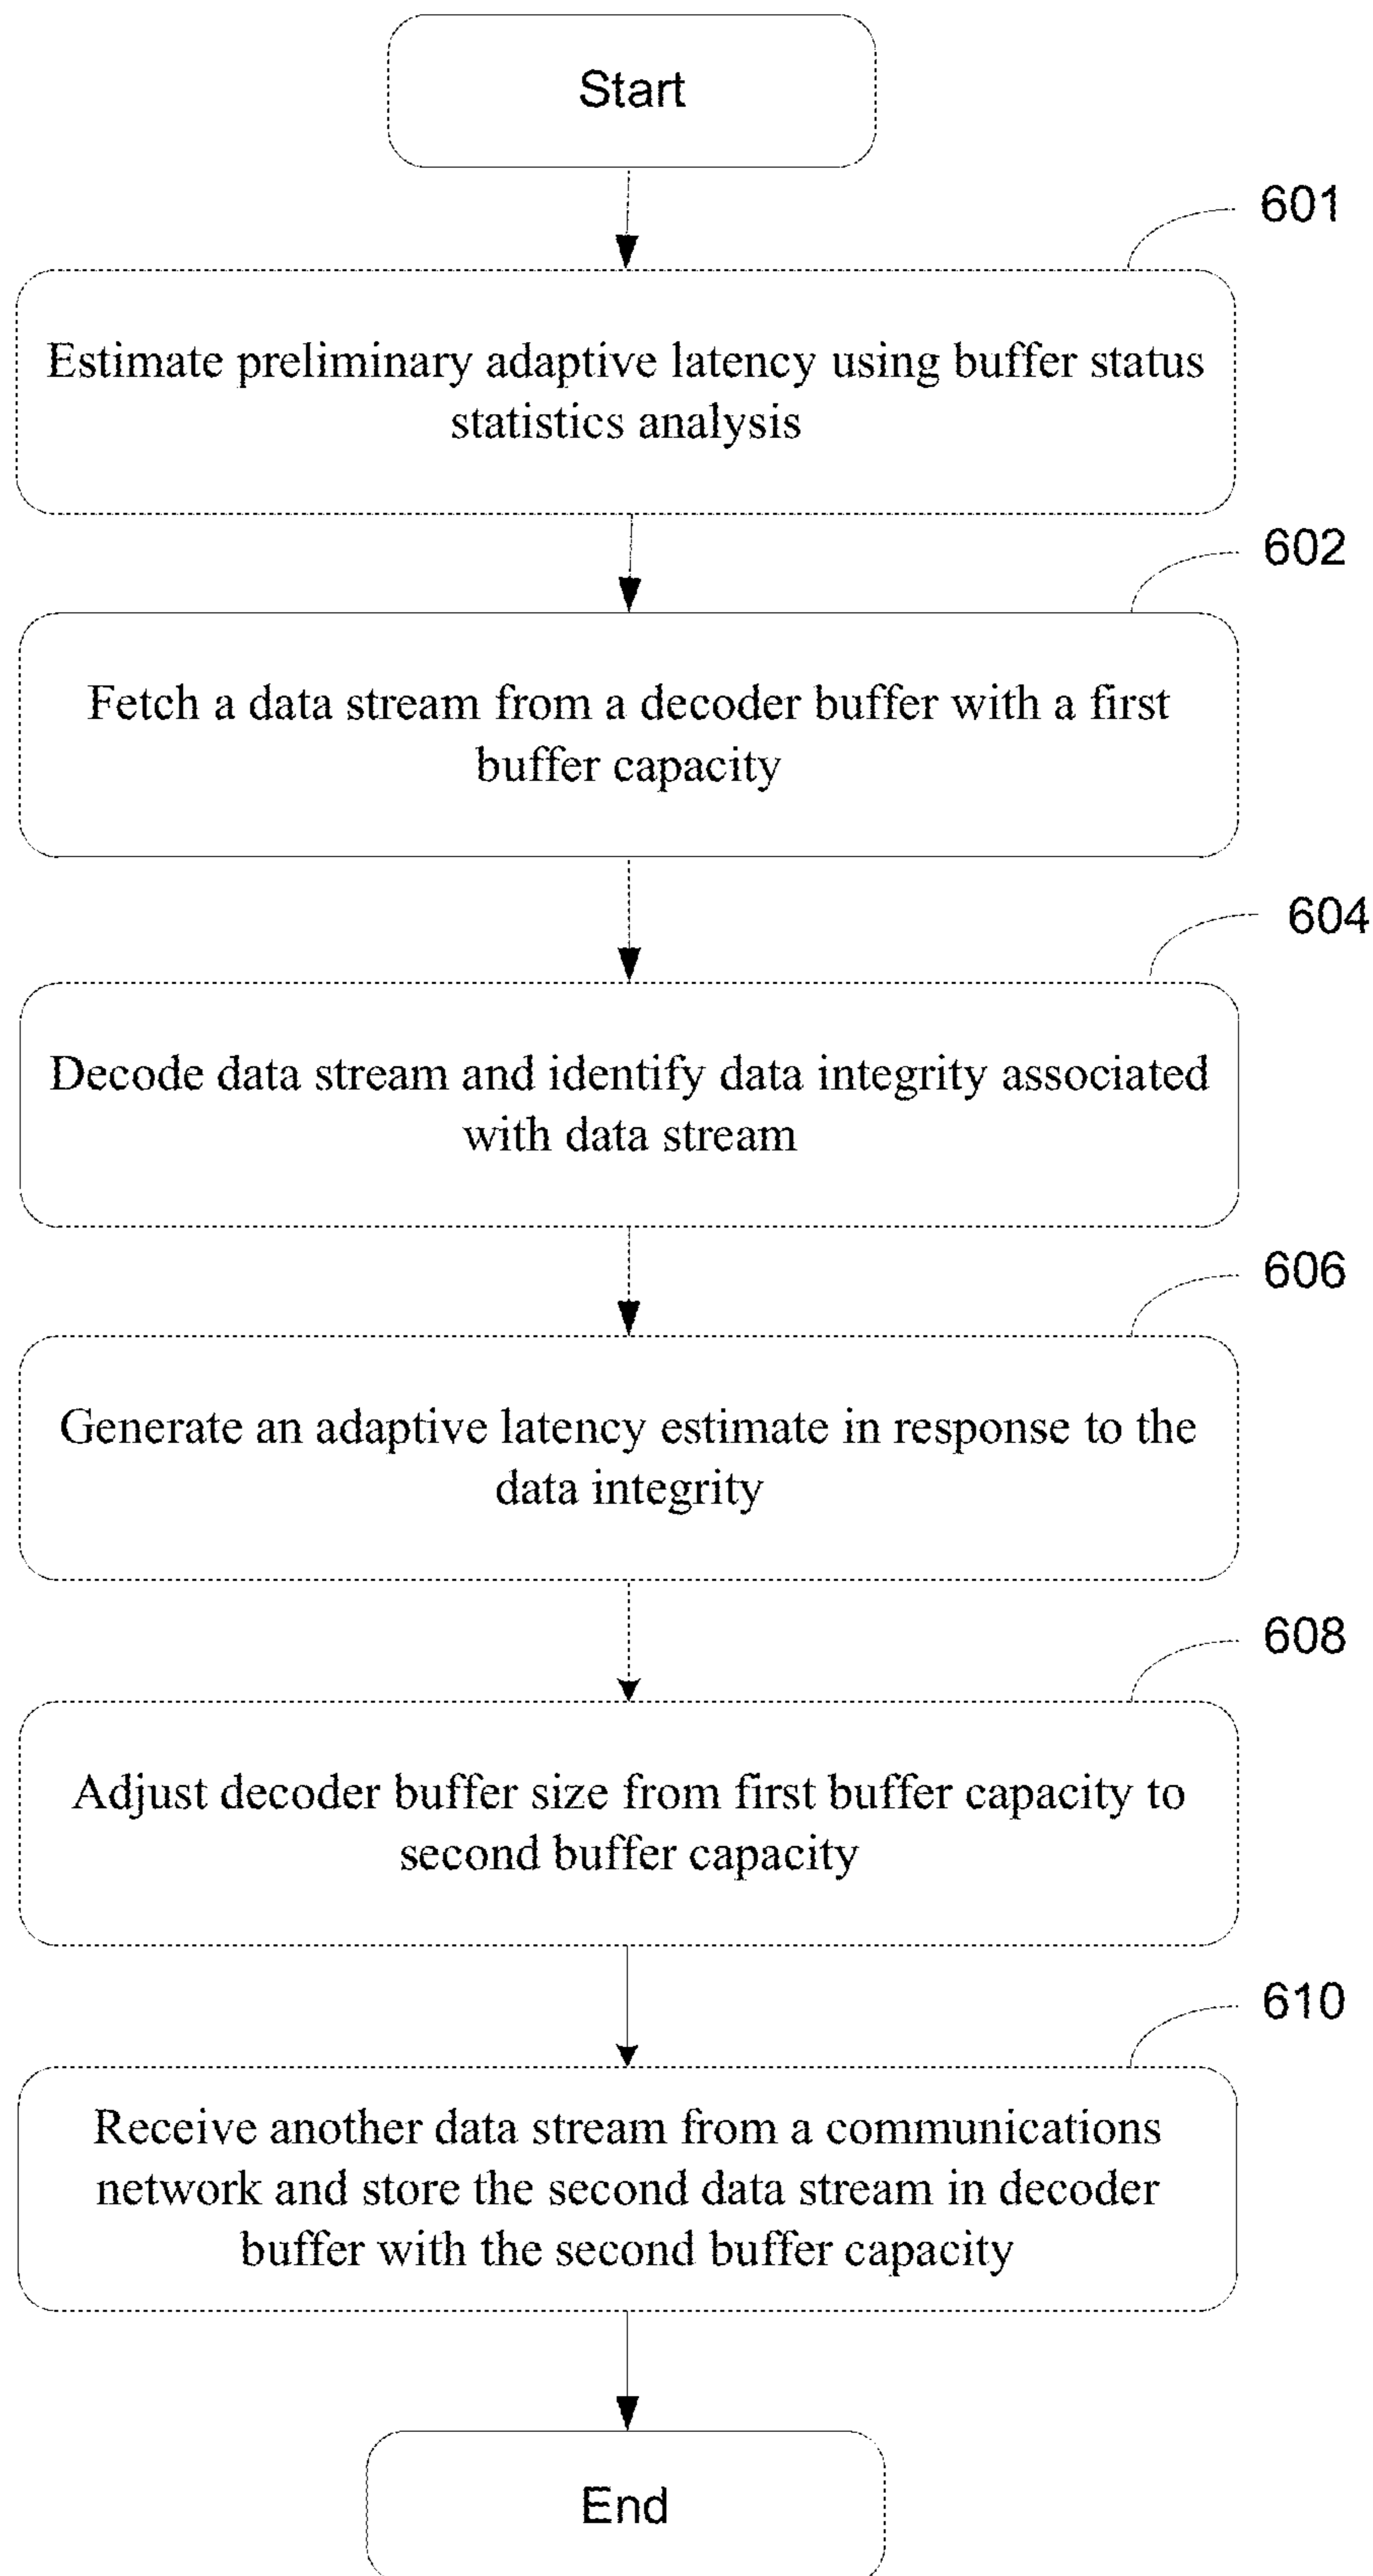 Start
601
Estimate preliminary adaptive latency using buffer status
statistics analysis
602
Fetch a data stream from a decoder buffer with a first
buffer capacity
604
Decode data stream and identify data integrity associated
with data stream
606
Generate an adaptive latency estimate in response to the
data integrity
608
Adjust decoder buffer size from first buffer capacity to
second buffer capacity
610
Receive another data stream from a communications
network and store the second data stream in decoder
buffer with the second buffer capacity
End